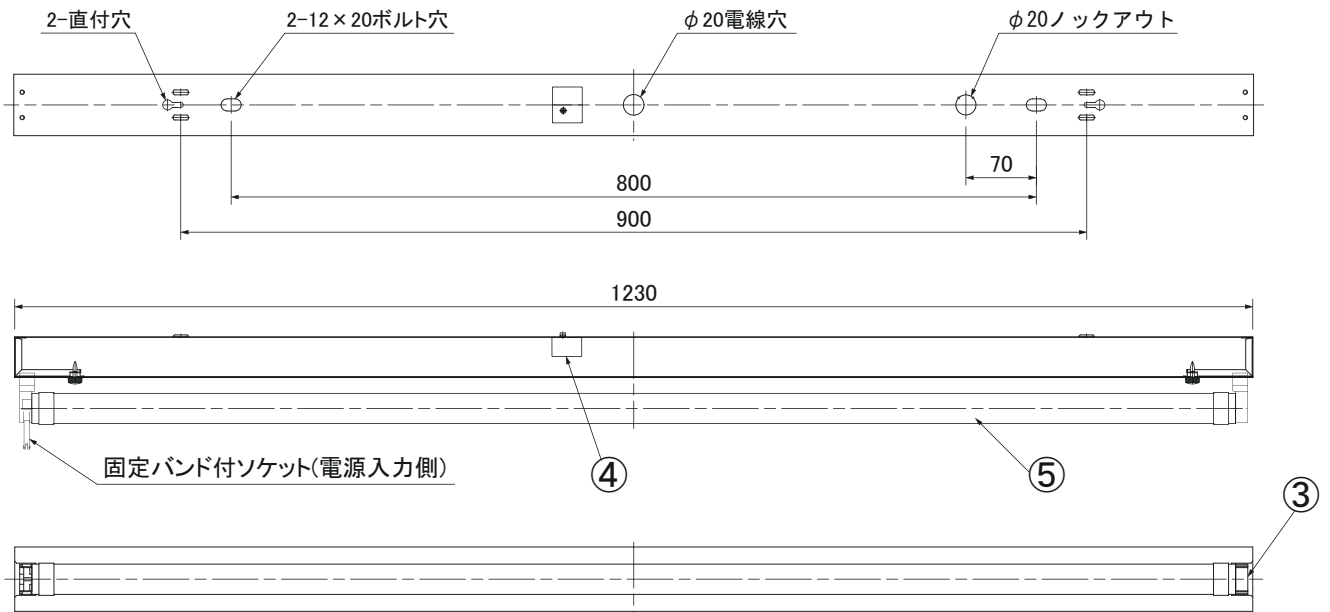 2-直付穴
2-12×20ボルト穴
φ20電線穴
φ20ノックアウト
70
800
900
1230
固定バンド付ソケット(電源入力側)
④
⑤
③